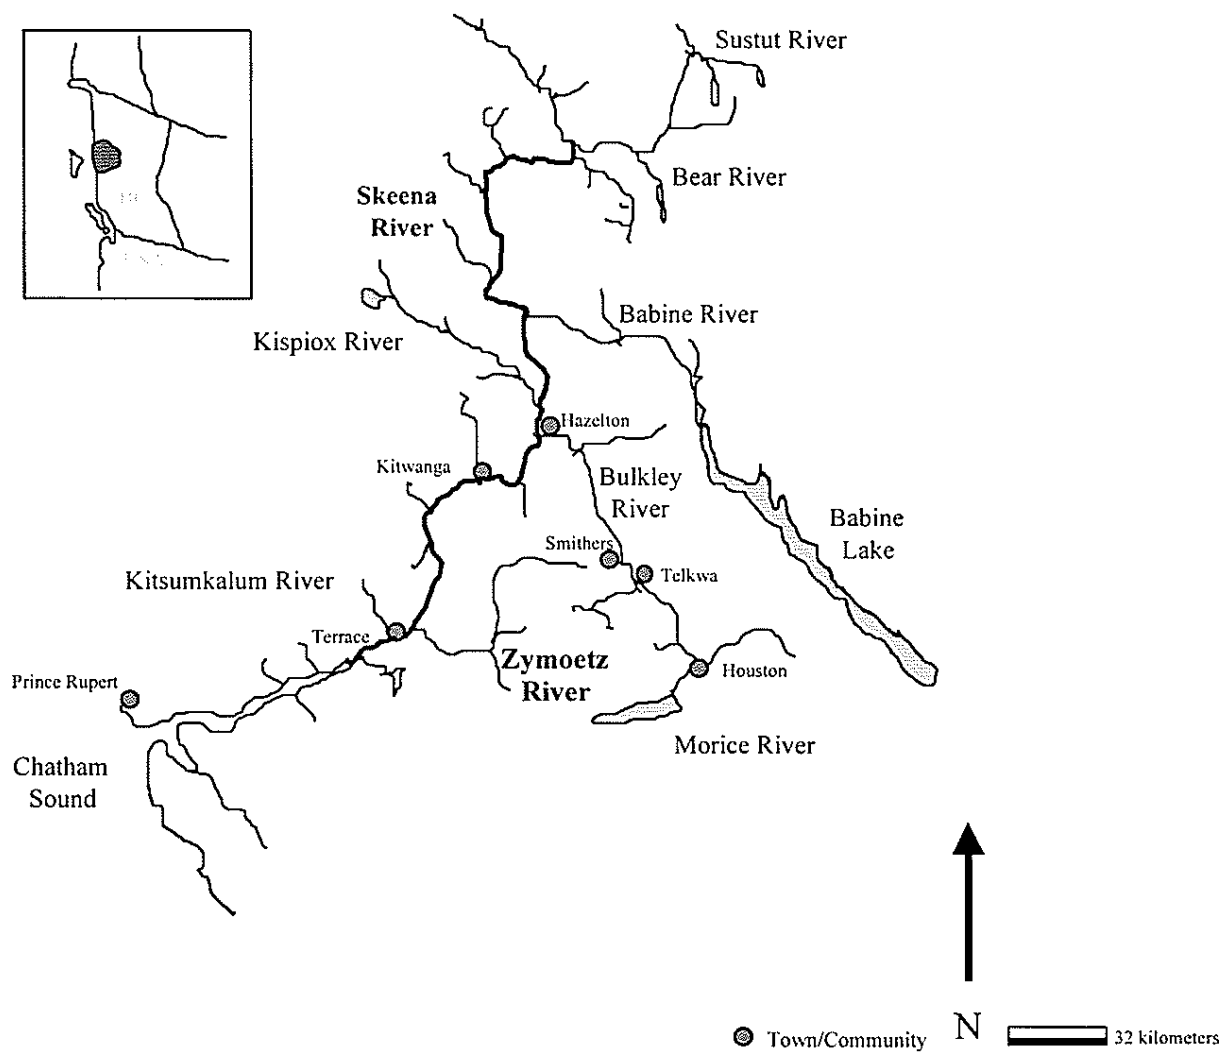 Sustut River
Bear River
Skeena
River
Babine River
Kispiox River
Hazelton
Kitwanga
Bulkley
River
Babine
Lake
Smithers
Telkwa
Kitsumkalum River
Terrace
Zymoetz
River
Houston
Prince Rupert
Morice River
Chatham
Sound
Town/Community
N
32 kilometers